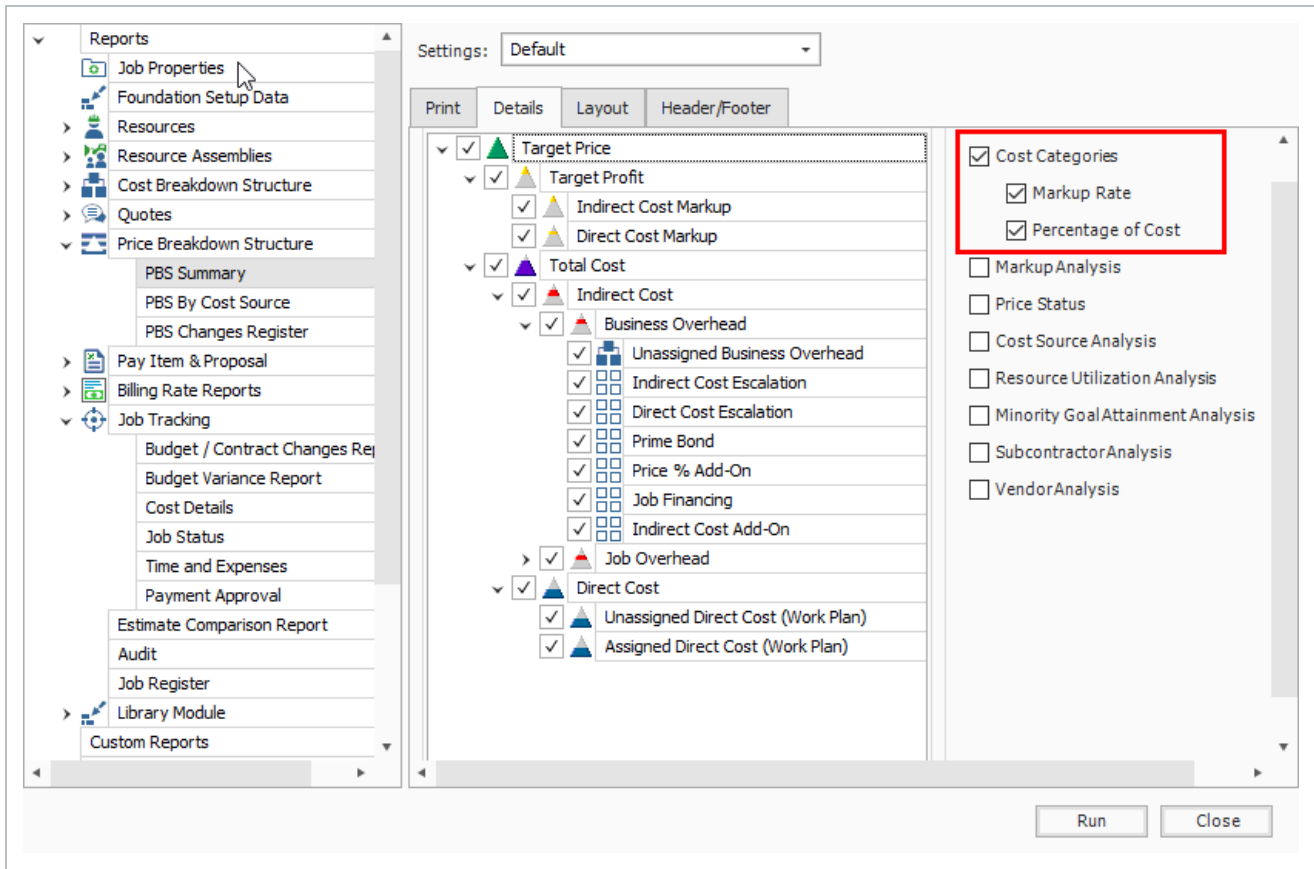 Reports
Job Properties
Foundation Setup Data
Resources
Resource Assemblies
Cost Breakdown Structure
Quotes
Price Breakdown Structure
PBS Summary
PBS By Cost Source
PBS Changes Register
Pay Item & Proposal
Billing Rate Reports
Job Tracking
Budget / Contract Changes Rep
Budget Variance Report
Cost Details
Job Status
Time and Expenses
Payment Approval
Estimate Comparison Report
Audit
Job Register
Library Module
Custom Reports
Settings: Default
Print Details Layout Header/Footer
Target Price
Target Profit
Indirect Cost Markup
Direct Cost Markup
Total Cost
Indirect Cost
Business Overhead
Unassigned Business Overhead
Indirect Cost Escalation
Direct Cost Escalation
Prime Bond
Price % Add-On
Job Financing
Indirect Cost Add-On
Job Overhead
Direct Cost
Unassigned Direct Cost (Work Plan)
Assigned Direct Cost (Work Plan)
Cost Categories
Markup Rate
Percentage of Cost
Markup Analysis
Price Status
Cost Source Analysis
Resource Utilization Analysis
Minority Goal Attainment Analysis
Subcontractor Analysis
Vendor Analysis
Run Close